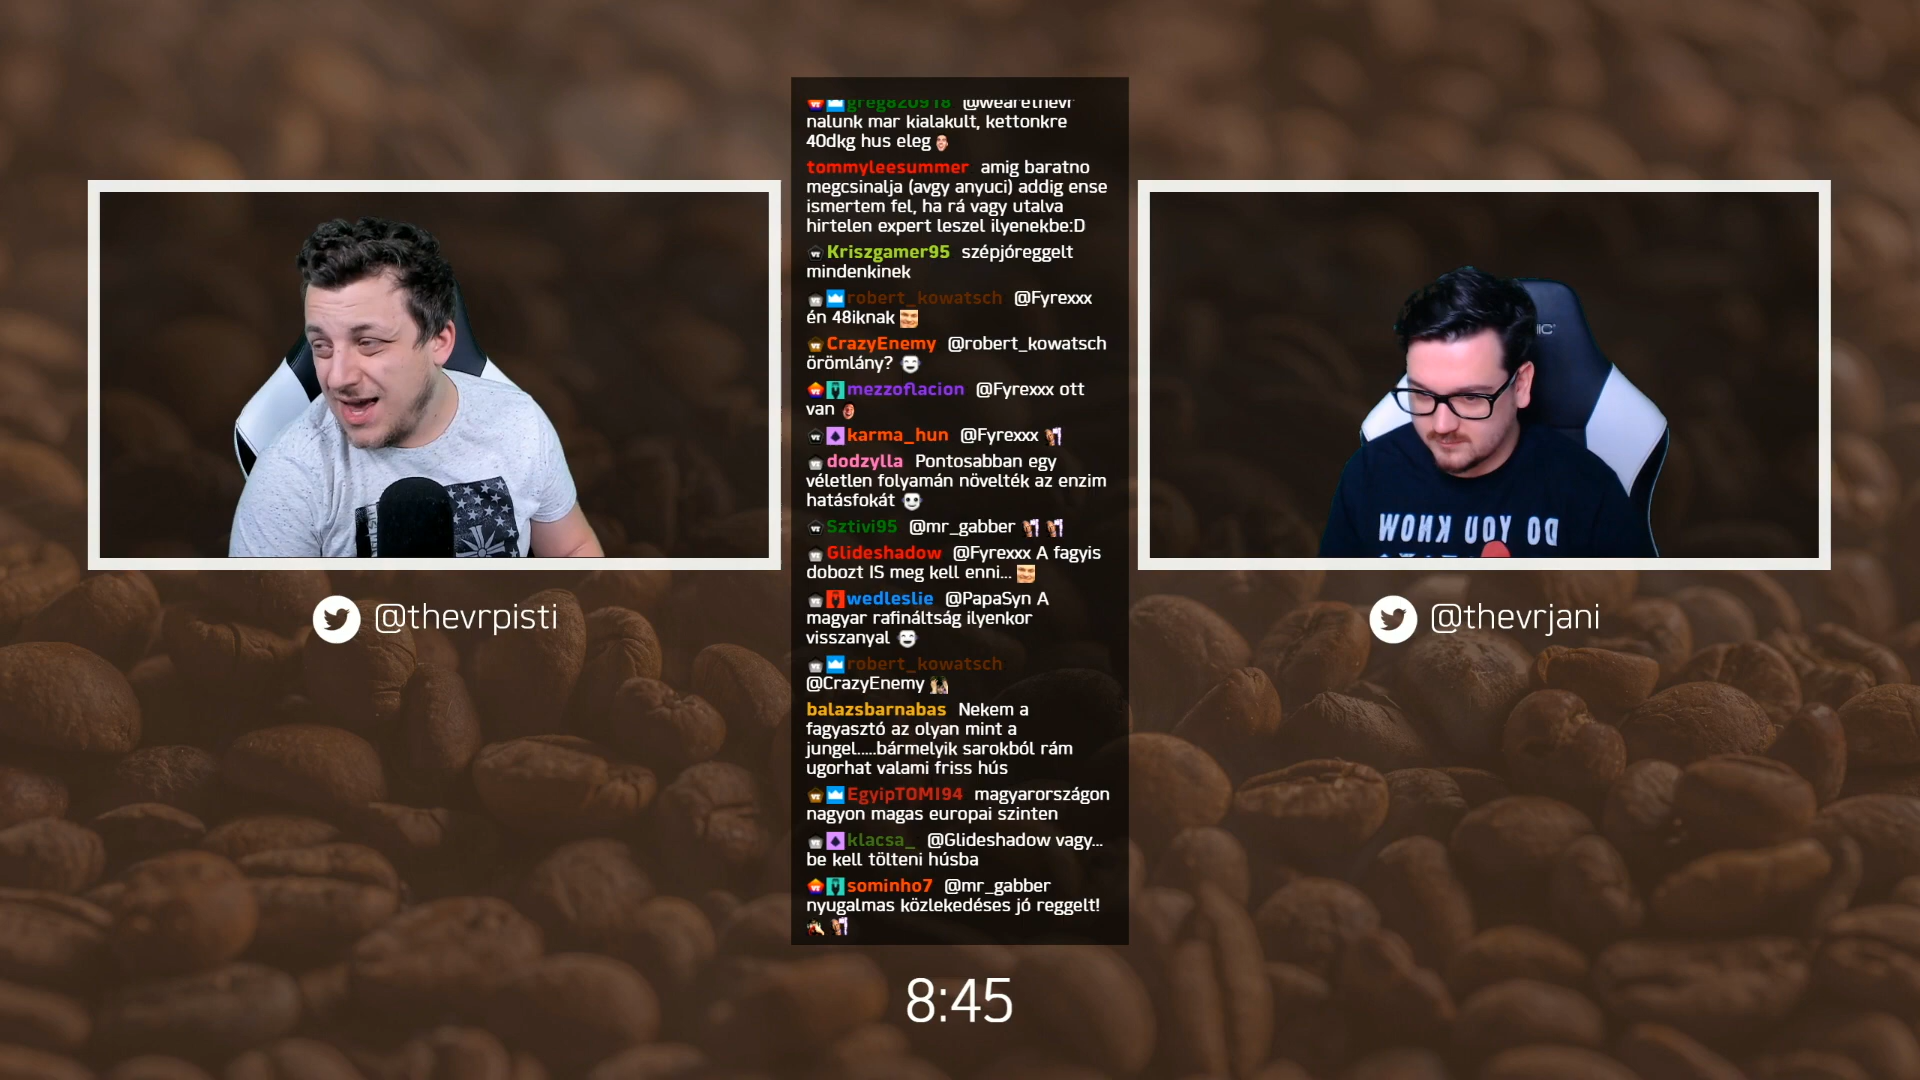 greg820918 @wearethevr
nalunk mar kialakult, kettonkre
40dkg hus eleg
tommyleesummer amig baratno
megcsinalja (avgy anyuci) addig ense
ismertem fel, ha rá vagy utalva
hirtelen expert leszel ilyenekbe:D
Kriszgamer95 szépjóreggelt
mindenkinek
robert_kowatsch @Fyrexxx
én 48iknak
CrazyEnemy @robert_kowatsch
örömlány?
mezzoflacion @Fyrexxx ott
van
karma_hun @Fyrexxx
dodzylla Pontosabban egy
véletlen folyamán növelték az enzim
hatásfokát
Sztivi95 @mr_gabber
Glideshadow @Fyrexxx A fagyis
dobozt IS meg kell enni...
wedleslie @PapaSyn A
magyar rafináltság ilyenkor
visszanyal
robert_kowatsch
@CrazyEnemy
balazsbarnabas Nekem a
fagyasztó az olyan mint a
jungel.....bármelyik sarokból rám
ugorhat valami friss hús
EgyipTOMI94 magyarországon
nagyon magas europai szinten
klacsa_ @Glideshadow vagy...
be kell tölteni húsba
sominho7 @mr_gabber
nyugalmas közlekedéses jó reggelt!
@thevrpisti
DO YOU KNOW
@thevrjani
8:45